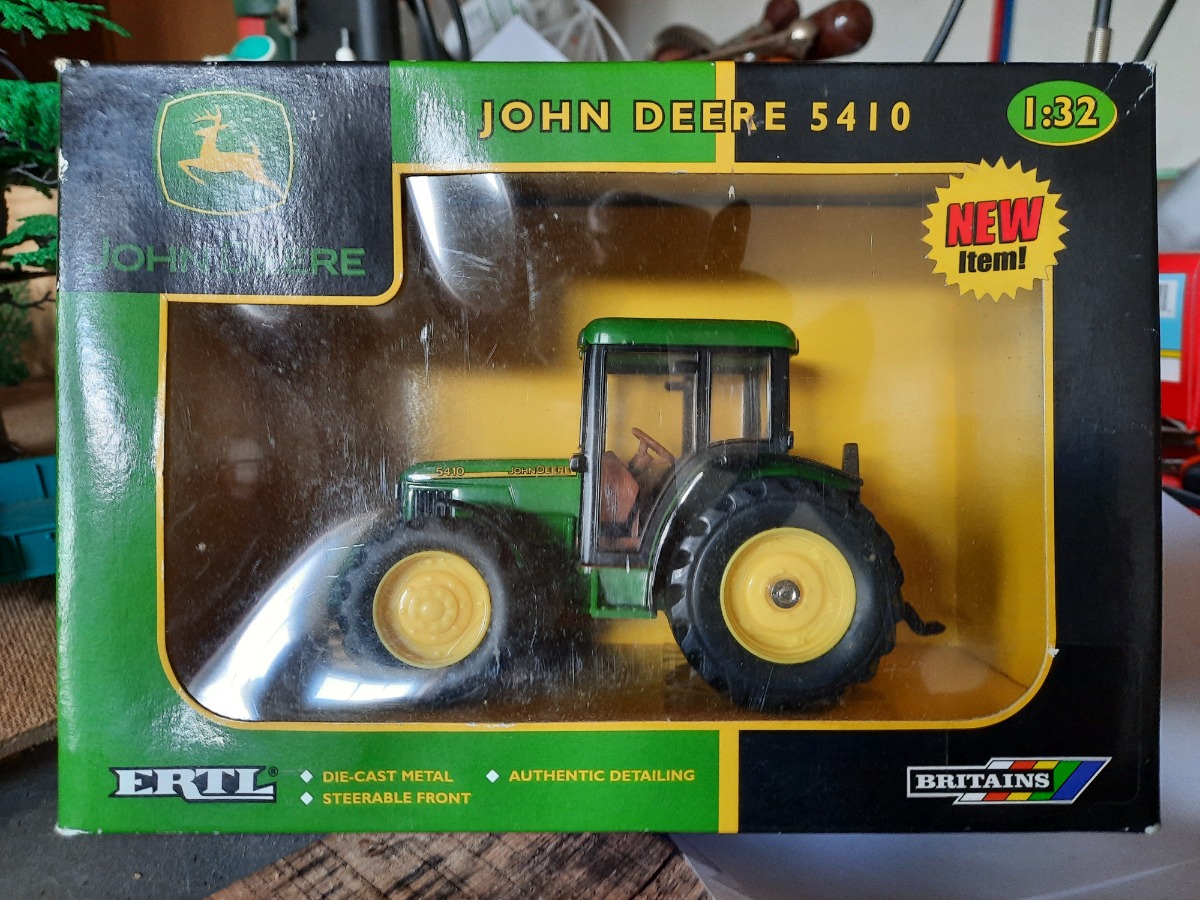 JOHN DEERE 5410
1:32
JOHN DEERE
NEW
Item!
5410 JOHN DEERE
ERTL®
DIE-CAST METAL
AUTHENTIC DETAILING
STEERABLE FRONT
BRITAINS